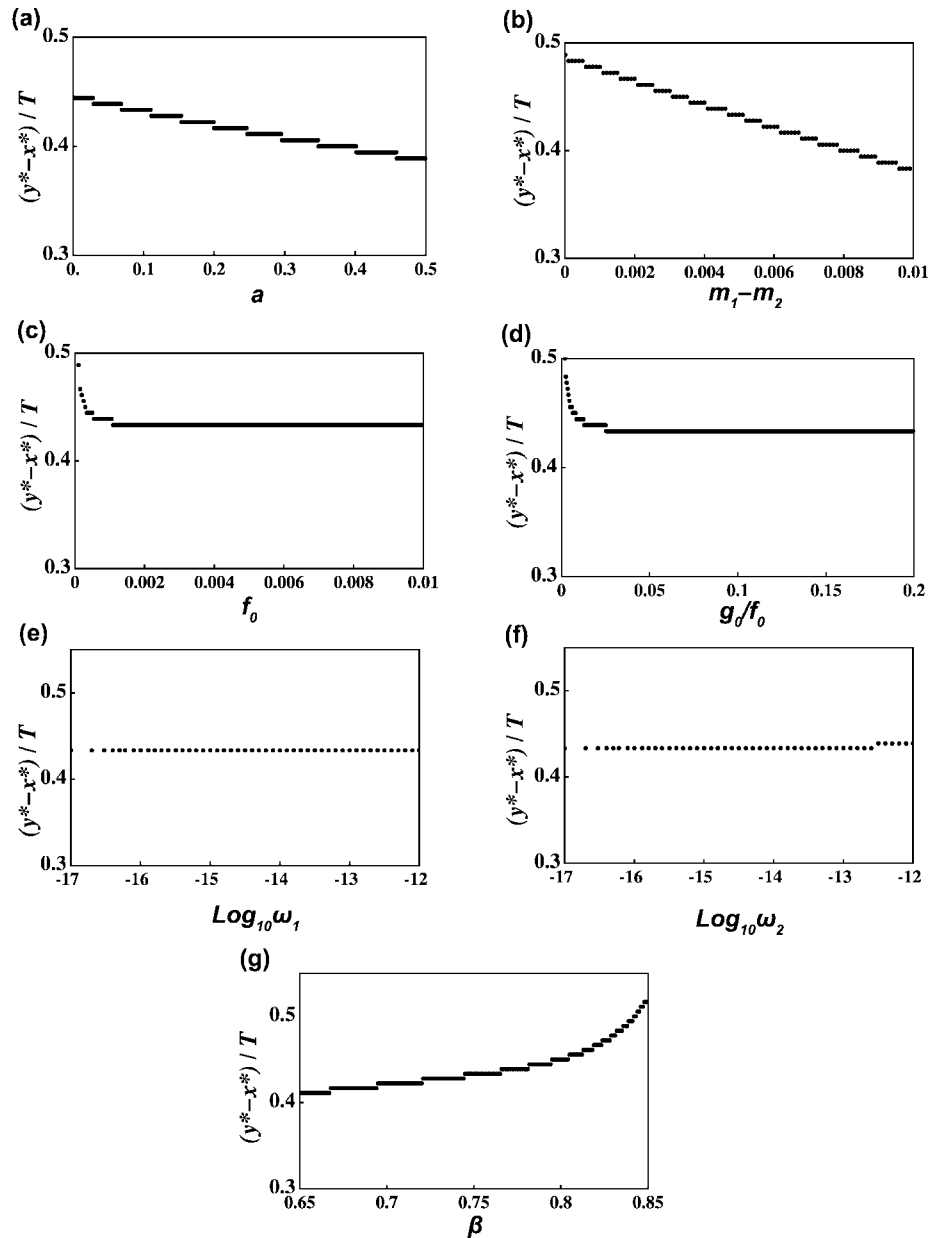 (a)
(y*−x*) / T
0.5
0.4
0.3
0. 0.1 0.2 0.3 0.4 0.5
a
(b)
(y*−x*) / T
0.5
0.4
0.3
0 0.002 0.004 0.006 0.008 0.01
m₁−m₂
(c)
(y*−x*) / T
0.5
0.4
0.3
0 0.002 0.004 0.006 0.008 0.01
f₀
(d)
(y*−x*) / T
0.5
0.4
0.3
0 0.05 0.1 0.15 0.2
g₀/f₀
(e)
(y*−x*) / T
0.5
0.4
0.3
-17 -16 -15 -14 -13 -12
Log₁₀ω₁
(f)
(y*−x*) / T
0.5
0.4
0.3
-17 -16 -15 -14 -13 -12
Log₁₀ω₂
(g)
(y*−x*) / T
0.5
0.4
0.3
0.65 0.7 0.75 0.8 0.85
β